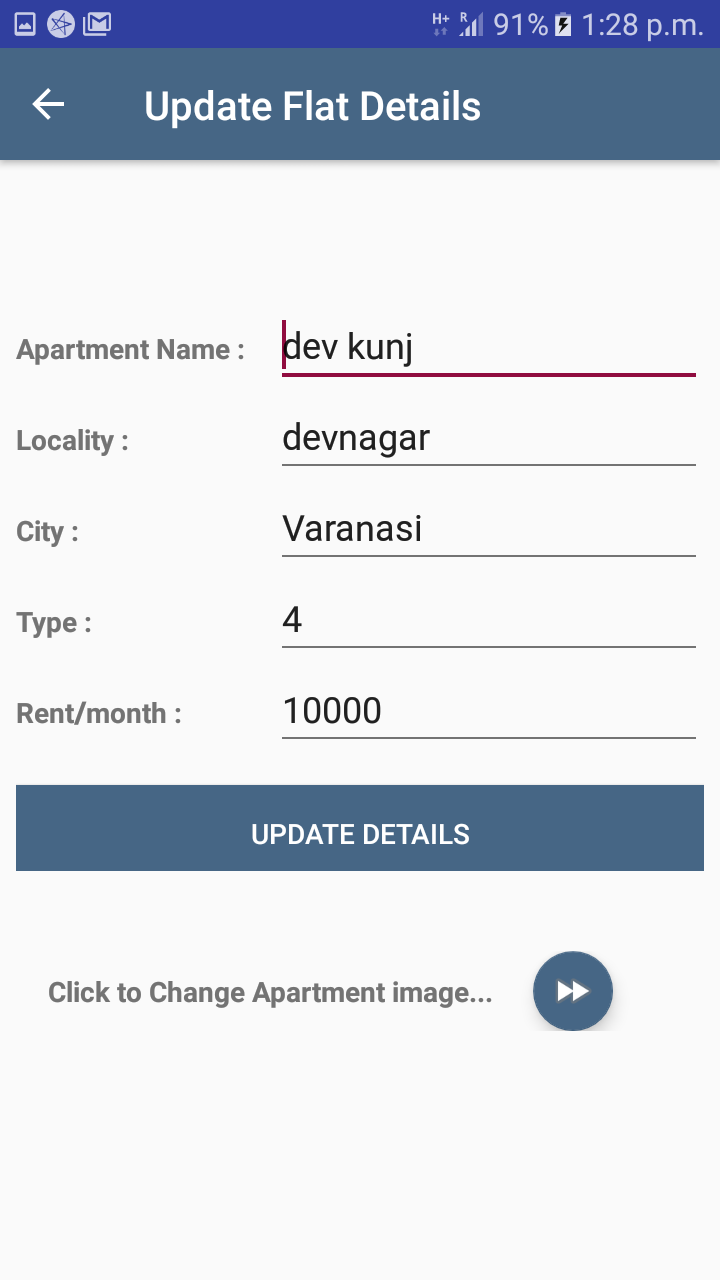 H+ R 91% 1:28 p.m.
Update Flat Details
Apartment Name : dev kunj
Locality : devnagar
City : Varanasi
Type : 4
Rent/month : 10000
UPDATE DETAILS
Click to Change Apartment image...